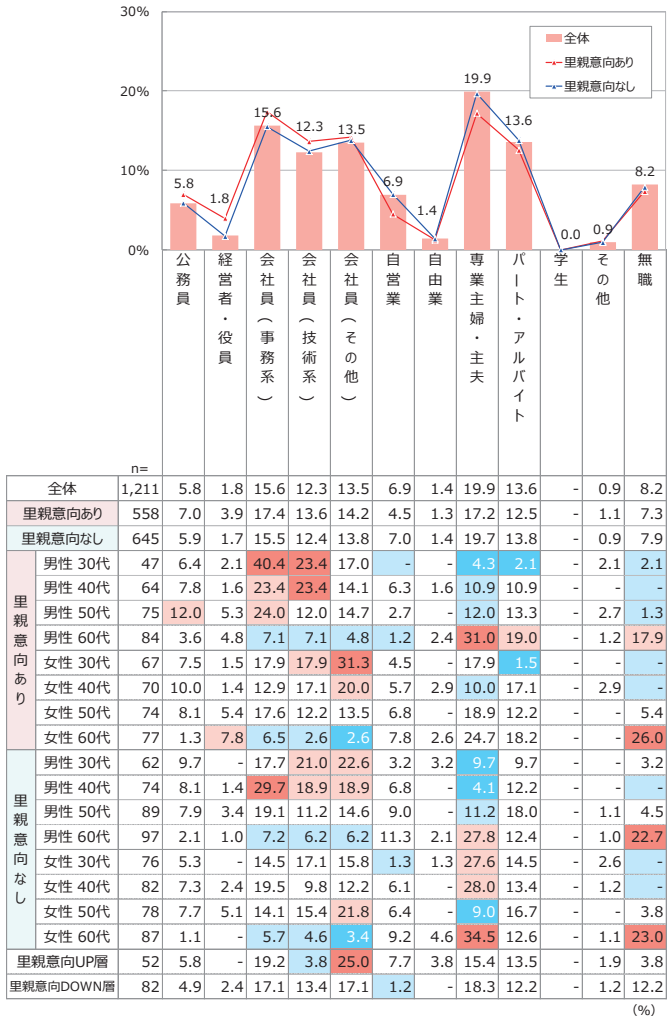 30%
20%
10%
0%
全体
里親意向あり
里親意向なし
5.8
1.8
15.6
12.3
13.5
6.9
1.4
19.9
13.6
0.0
0.9
8.2
公務員
経営者・役員
会社員(事務系)
会社員(技術系)
会社員(その他)
自営業
自由業
専業主婦・主夫
パート・アルバイト
学生
その他
無職
n=
全体 1,211 5.8 1.8 15.6 12.3 13.5 6.9 1.4 19.9 13.6 - 0.9 8.2
里親意向あり 558 7.0 3.9 17.4 13.6 14.2 4.5 1.3 17.2 12.5 - 1.1 7.3
里親意向なし 645 5.9 1.7 15.5 12.4 13.8 7.0 1.4 19.7 13.8 - 0.9 7.9
里親意向あり
男性 30代 47 6.4 2.1 40.4 23.4 17.0 - - 4.3 2.1 - 2.1 2.1
男性 40代 64 7.8 1.6 23.4 23.4 14.1 6.3 1.6 10.9 10.9 - - -
男性 50代 75 12.0 5.3 24.0 12.0 14.7 2.7 - 12.0 13.3 - 2.7 1.3
男性 60代 84 3.6 4.8 7.1 7.1 4.8 1.2 2.4 31.0 19.0 - 1.2 17.9
女性 30代 67 7.5 1.5 17.9 17.9 31.3 4.5 - 17.9 1.5 - - -
女性 40代 70 10.0 1.4 12.9 17.1 20.0 5.7 2.9 10.0 17.1 - 2.9 -
女性 50代 74 8.1 5.4 17.6 12.2 13.5 6.8 - 18.9 12.2 - - 5.4
女性 60代 77 1.3 7.8 6.5 2.6 2.6 7.8 2.6 24.7 18.2 - - 26.0
里親意向なし
男性 30代 62 9.7 - 17.7 21.0 22.6 3.2 3.2 9.7 9.7 - - 3.2
男性 40代 74 8.1 1.4 29.7 18.9 18.9 6.8 - 4.1 12.2 - - -
男性 50代 89 7.9 3.4 19.1 11.2 14.6 9.0 - 11.2 18.0 - 1.1 4.5
男性 60代 97 2.1 1.0 7.2 6.2 6.2 11.3 2.1 27.8 12.4 - 1.0 22.7
女性 30代 76 5.3 - 14.5 17.1 15.8 1.3 1.3 27.6 14.5 - 2.6 -
女性 40代 82 7.3 2.4 19.5 9.8 12.2 6.1 - 28.0 13.4 - 1.2 -
女性 50代 78 7.7 5.1 14.1 15.4 21.8 6.4 - 9.0 16.7 - - 3.8
女性 60代 87 1.1 - 5.7 4.6 3.4 9.2 4.6 34.5 12.6 - 1.1 23.0
里親意向UP層 52 5.8 - 19.2 3.8 25.0 7.7 3.8 15.4 13.5 - 1.9 3.8
里親意向DOWN層 82 4.9 2.4 17.1 13.4 17.1 1.2 - 18.3 12.2 - 1.2 12.2
(%)